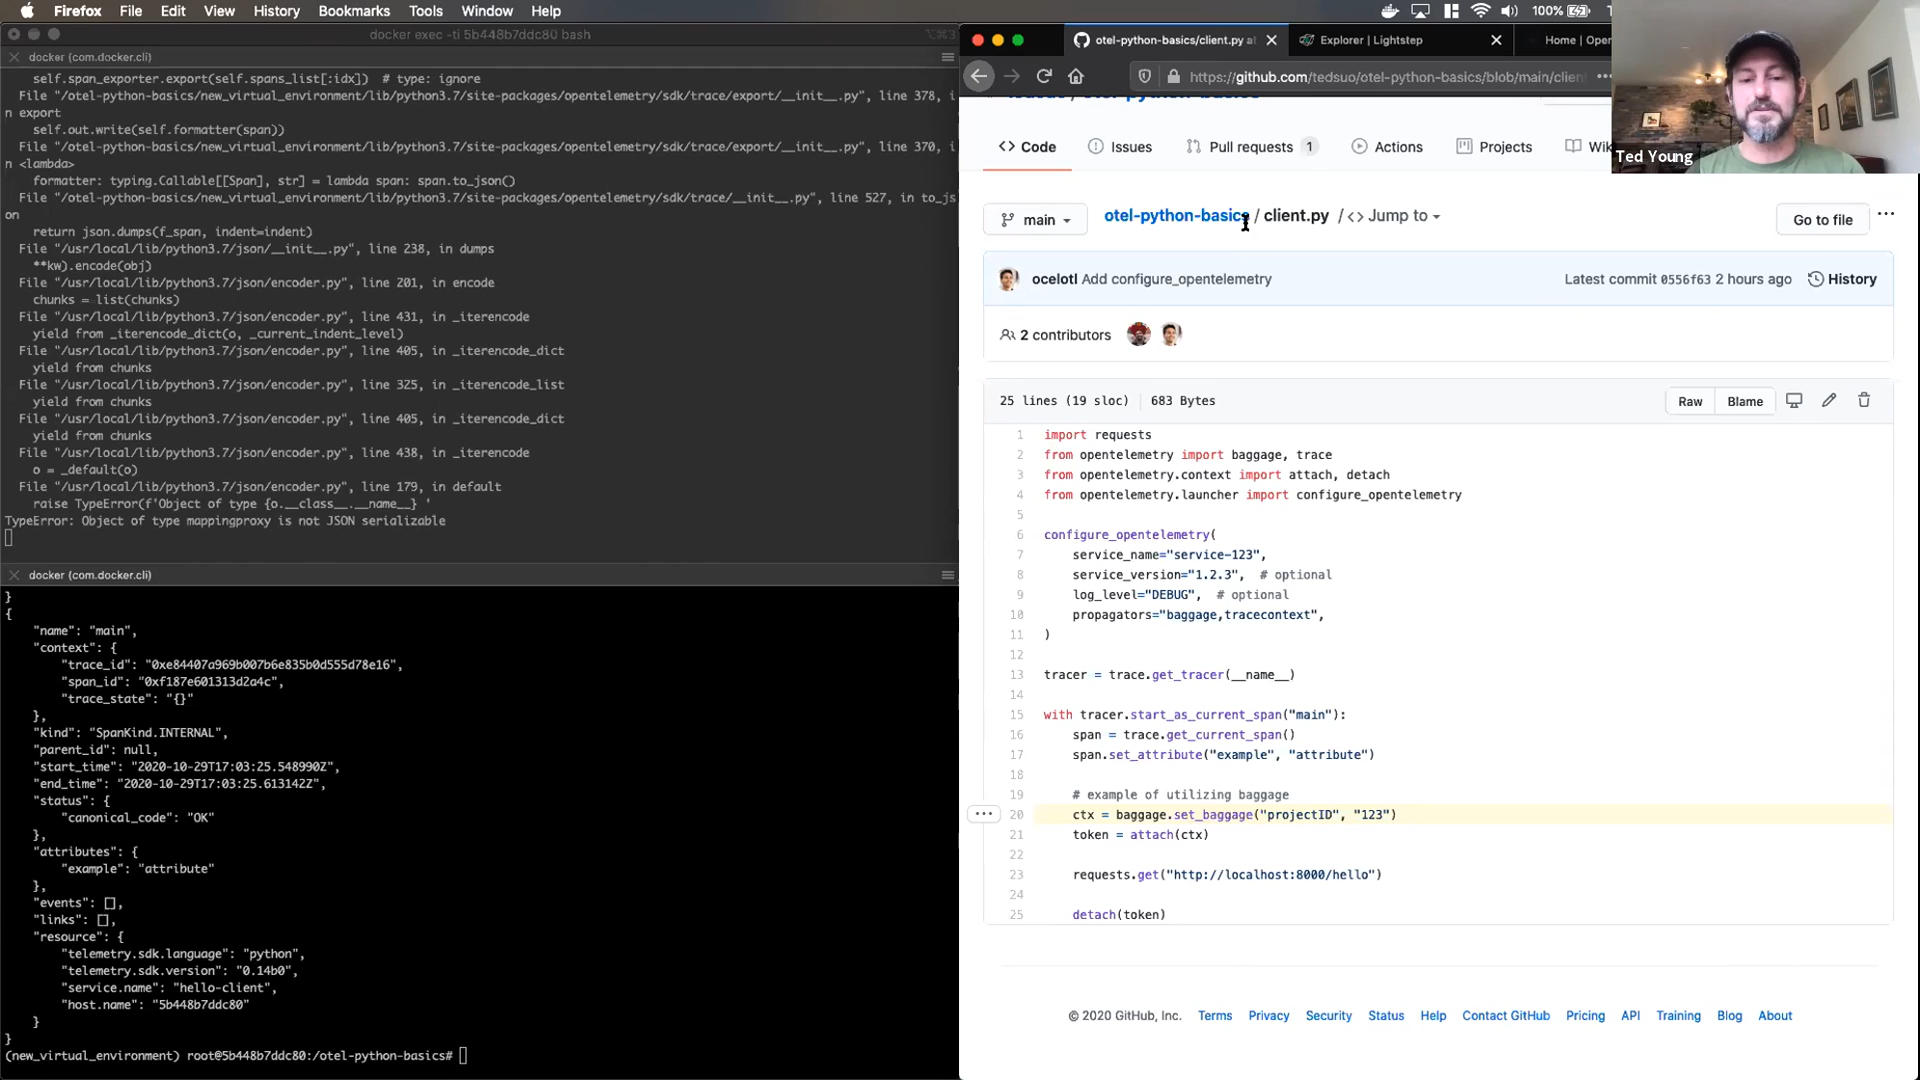 Firefox File Edit View History Bookmarks Tools Window Help
100%
docker exec -ti 5b448b7ddc80 bash
docker (com.docker.cli)
self.span_exporter.export(self.spans_list[:idx])  # type: ignore
File "/otel-python-basics/new_virtual_environment/lib/python3.7/site-packages/opentelemetry/sdk/trace/export/__init__.py", line 378, i
n export
self.out.write(self.formatter(span))
File "/otel-python-basics/new_virtual_environment/lib/python3.7/site-packages/opentelemetry/sdk/trace/export/__init__.py", line 370, i
n <lambda>
formatter: typing.Callable[[Span], str] = lambda span: span.to_json()
File "/otel-python-basics/new_virtual_environment/lib/python3.7/site-packages/opentelemetry/sdk/trace/__init__.py", line 527, in to_js
on
return json.dumps(f_span, indent=indent)
File "/usr/local/lib/python3.7/json/__init__.py", line 238, in dumps
**kw).encode(obj)
File "/usr/local/lib/python3.7/json/encoder.py", line 201, in encode
chunks = list(chunks)
File "/usr/local/lib/python3.7/json/encoder.py", line 431, in _iterencode
yield from _iterencode_dict(o, _current_indent_level)
File "/usr/local/lib/python3.7/json/encoder.py", line 405, in _iterencode_dict
yield from chunks
File "/usr/local/lib/python3.7/json/encoder.py", line 325, in _iterencode_list
yield from chunks
File "/usr/local/lib/python3.7/json/encoder.py", line 405, in _iterencode_dict
yield from chunks
File "/usr/local/lib/python3.7/json/encoder.py", line 438, in _iterencode
o = _default(o)
File "/usr/local/lib/python3.7/json/encoder.py", line 179, in default
raise TypeError(f'Object of type {o.__class__.__name__} '
TypeError: Object of type mappingproxy is not JSON serializable
docker (com.docker.cli)
}
{
"name": "main",
"context": {
"trace_id": "0xe84407a969b007b6e835b0d555d78e16",
"span_id": "0xf187e601313d2a4c",
"trace_state": "{}"
},
"kind": "SpanKind.INTERNAL",
"parent_id": null,
"start_time": "2020-10-29T17:03:25.548990Z",
"end_time": "2020-10-29T17:03:25.613142Z",
"status": {
"canonical_code": "OK"
},
"attributes": {
"example": "attribute"
},
"events": [],
"links": [],
"resource": {
"telemetry.sdk.language": "python",
"telemetry.sdk.version": "0.14b0",
"service.name": "hello-client",
"host.name": "5b448b7ddc80"
}
}
(new_virtual_environment) root@5b448b7ddc80:/otel-python-basics#
otel-python-basics/client.py at
Explorer | Lightstep
Home | Open
https://github.com/tedsuo/otel-python-basics/blob/main/clien
tedsuo / otel-python-basics
Code Issues Pull requests 1 Actions Projects Wik
Ted Young
main otel-python-basics / client.py / <> Jump to Go to file ...
ocelotl Add configure_opentelemetry Latest commit 0556f63 2 hours ago History
2 contributors
25 lines (19 sloc) 683 Bytes Raw Blame
1 import requests
2 from opentelemetry import baggage, trace
3 from opentelemetry.context import attach, detach
4 from opentelemetry.launcher import configure_opentelemetry
5
6 configure_opentelemetry(
7 service_name="service-123",
8 service_version="1.2.3",  # optional
9 log_level="DEBUG",  # optional
10 propagators="baggage,tracecontext",
11 )
12
13 tracer = trace.get_tracer(__name__)
14
15 with tracer.start_as_current_span("main"):
16 span = trace.get_current_span()
17 span.set_attribute("example", "attribute")
18
19 # example of utilizing baggage
20 ctx = baggage.set_baggage("projectID", "123")
21 token = attach(ctx)
22
23 requests.get("http://localhost:8000/hello")
24
25 detach(token)
© 2020 GitHub, Inc. Terms Privacy Security Status Help Contact GitHub Pricing API Training Blog About